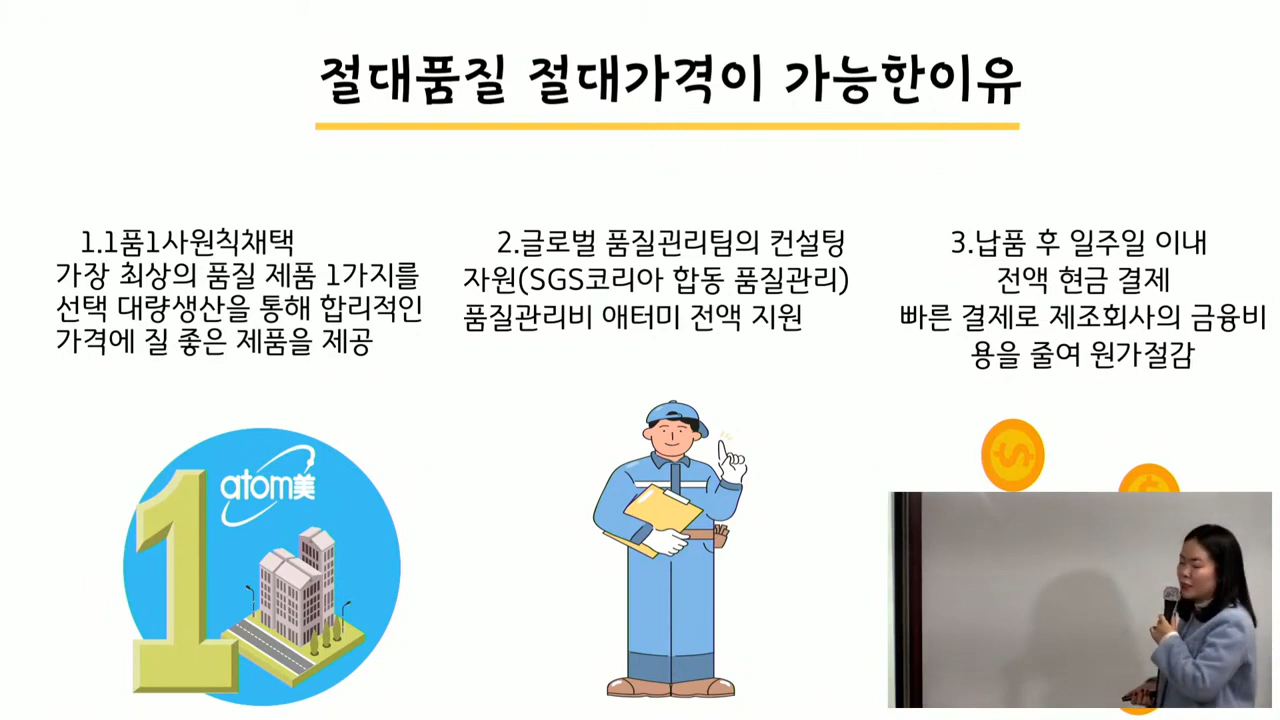 절대품질 절대가격이 가능한이유
1.1품1사원칙채택
가장 최상의 품질 제품 1가지를
선택 대량생산을 통해 합리적인
가격에 질 좋은 제품을 제공
2.글로벌 품질괸리팀의 컨설팅
자원(SGS코리아 합동 품질관리)
품질관리비 애터미 전액 지원
3.납품 후 일주일 이내
전액 현금 결제
빠른 결제로 제조회사의 금융비
용을 줄여 원가절감
1
atom美